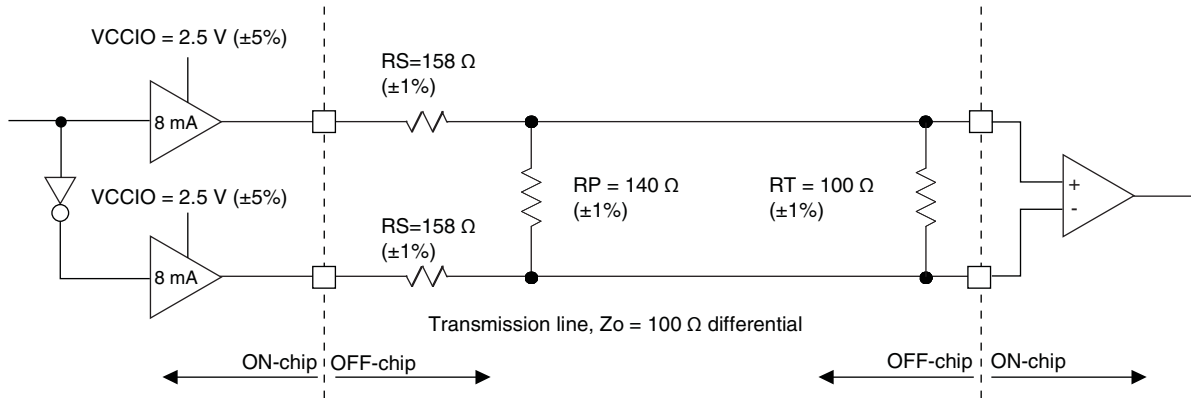 VCCIO = 2.5 V (±5%)
RS=158 Ω
(±1%)
8 mA
VCCIO = 2.5 V (±5%)
RP = 140 Ω
(±1%)
RT = 100 Ω
(±1%)
+
-
RS=158 Ω
(±1%)
8 mA
Transmission line, Zo = 100 Ω differential
ON-chip
OFF-chip
OFF-chip
ON-chip